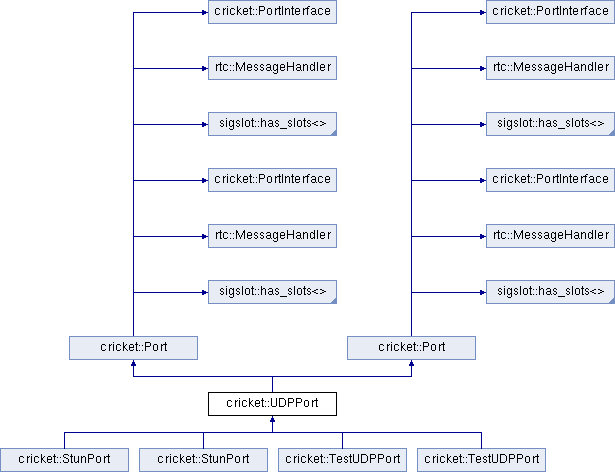 cricket::PortInterface cricket::PortInterface
rtc::MessageHandler rtc::MessageHandler
sigslot::has_slots<> sigslot::has_slots<>
cricket::PortInterface cricket::PortInterface
rtc::MessageHandler rtc::MessageHandler
sigslot::has_slots<> sigslot::has_slots<>
cricket::Port cricket::Port
cricket::UDPPort
cricket::StunPort cricket::StunPort cricket::TestUDPPort cricket::TestUDPPort